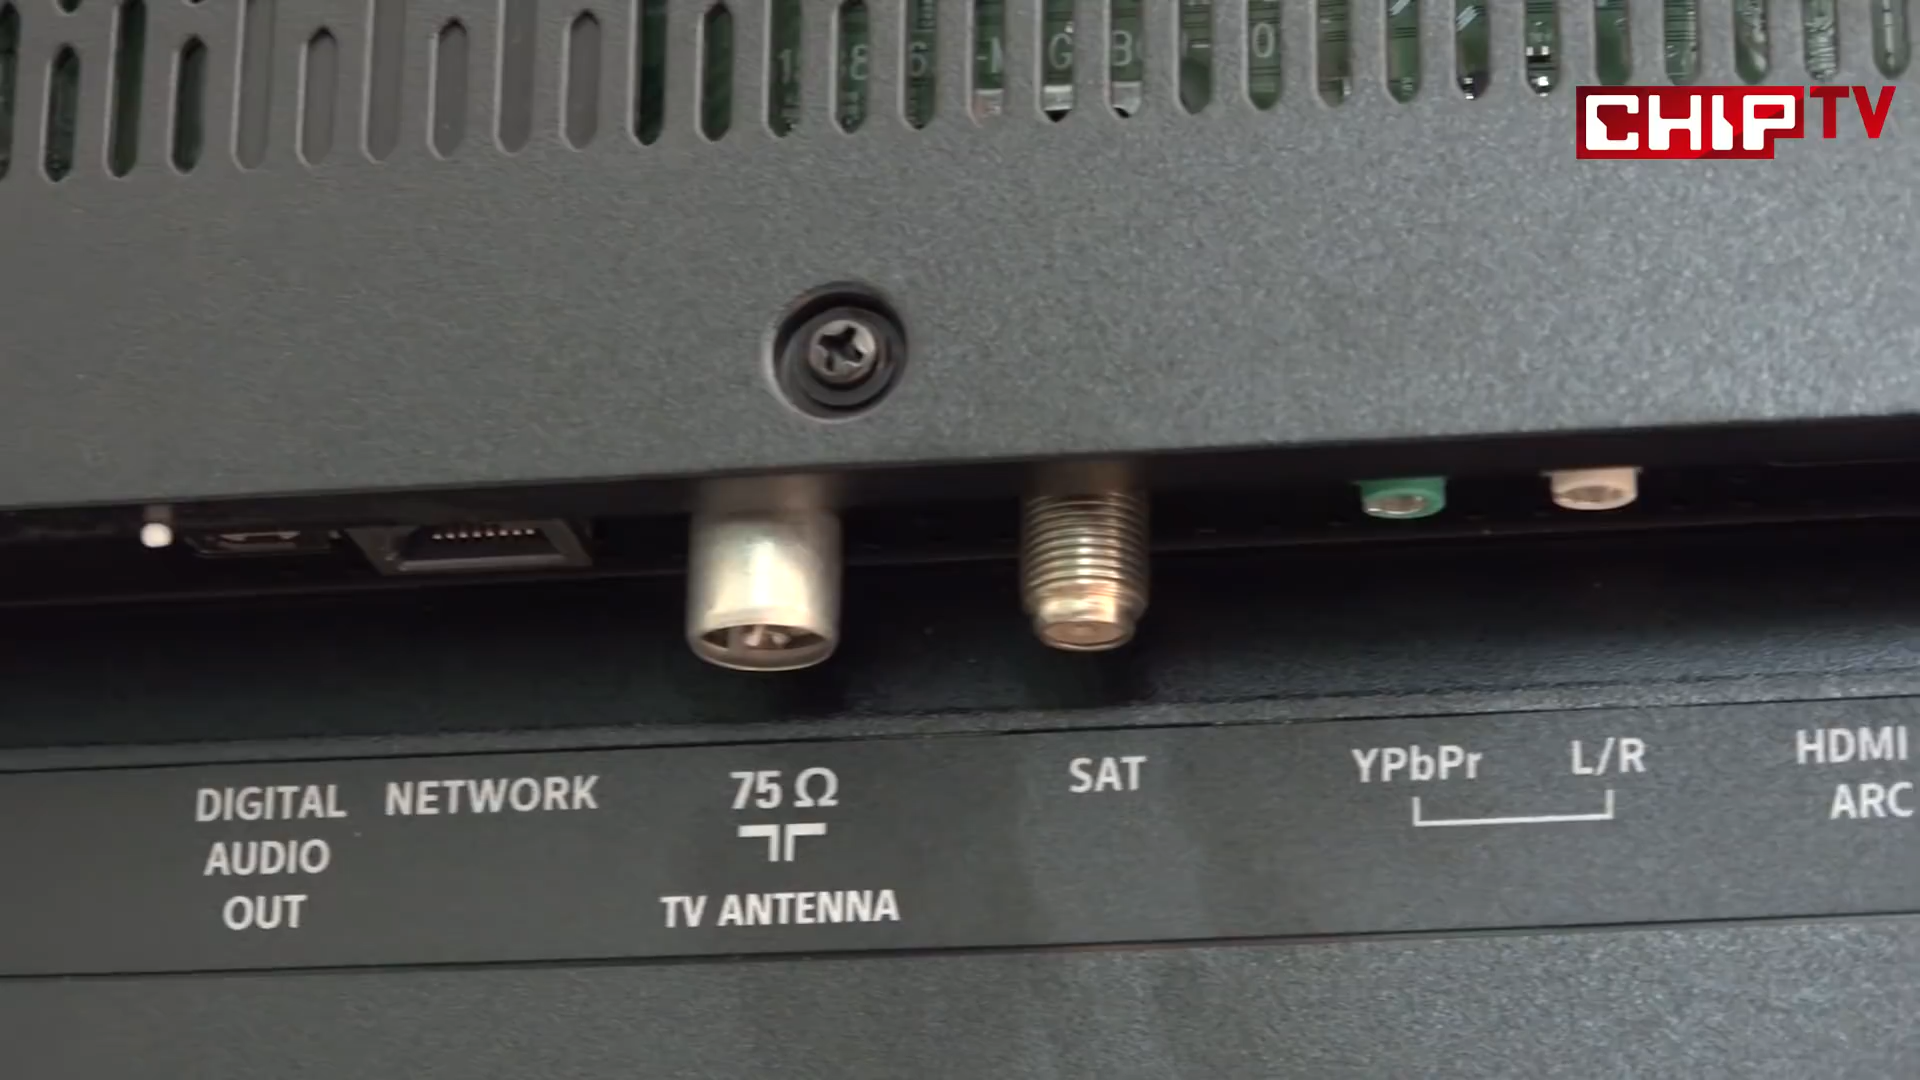 CHIP TV
DIGITAL
AUDIO
OUT
NETWORK
75 Ω
TV ANTENNA
SAT
YPbPr
L/R
HDMI
ARC